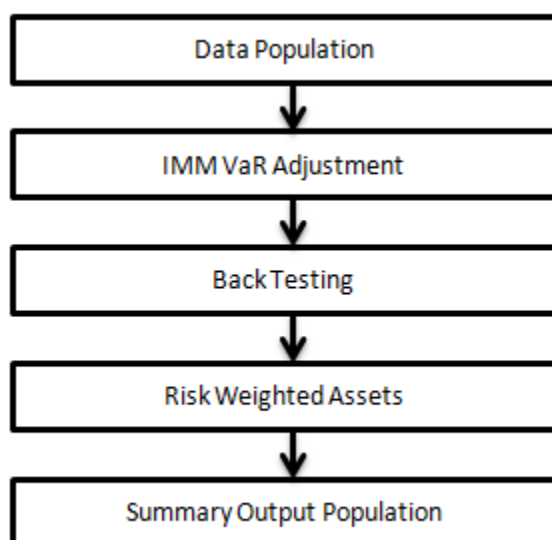 Data Population
IMM VaR Adjustment
Back Testing
Risk Weighted Assets
Summary Output Population